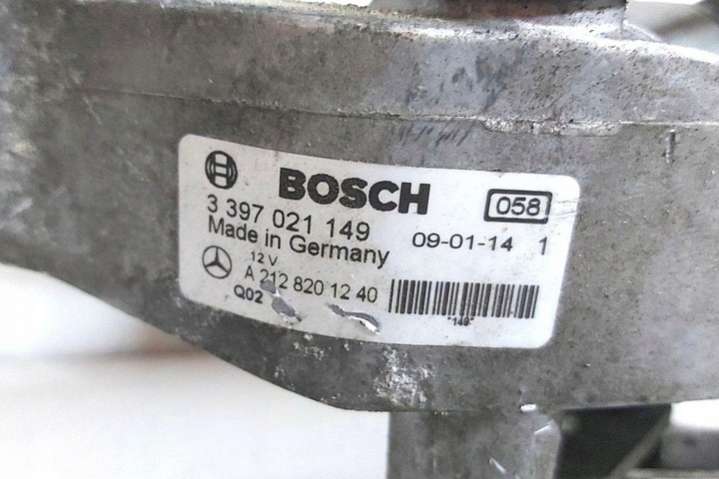 BOSCH 058
3 397 021 149
Made in Germany 09-01-14 1
12 V
A 212 820 12 40
Q02
"149"